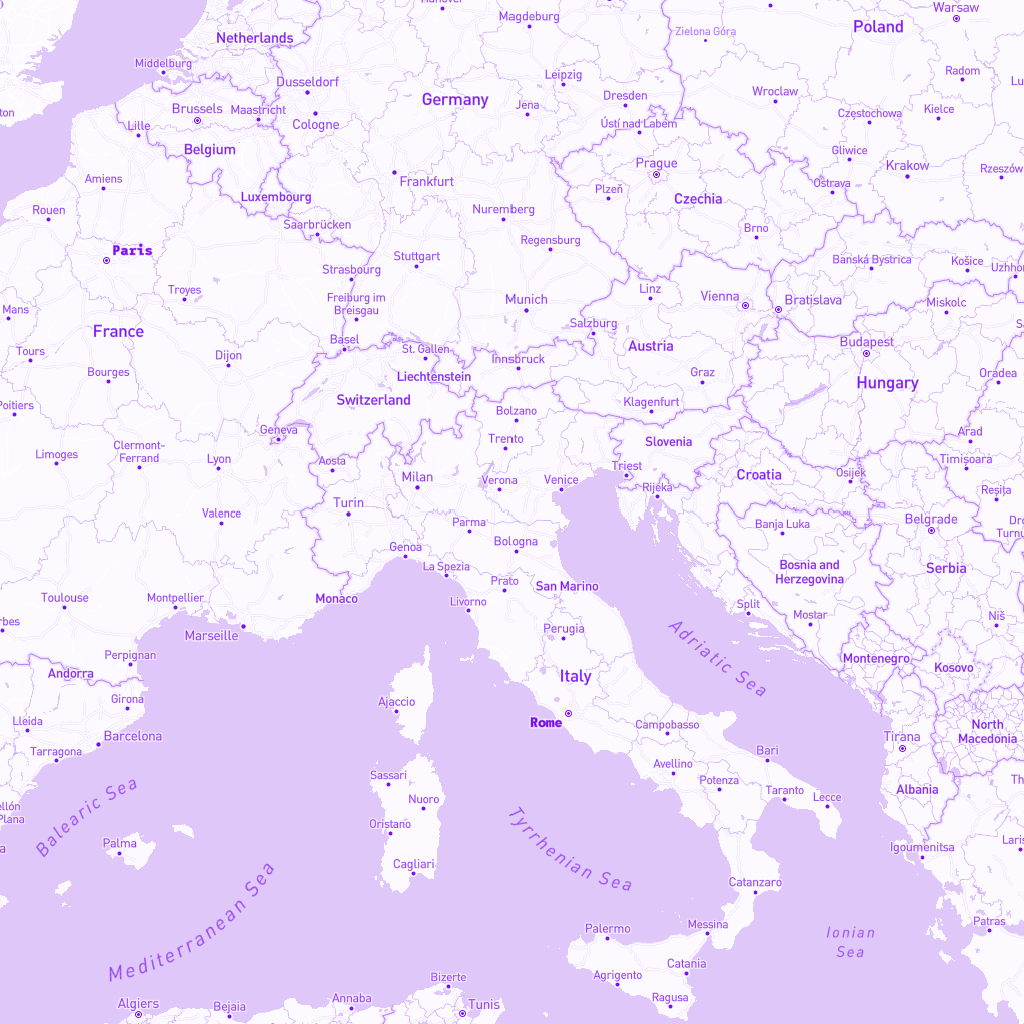 Hanover
Magdeburg
Warsaw
Poland
Netherlands
Zielona Góra
Middelburg
Leipzig
Radom
Dusseldorf
Germany
Dresden
Wroclaw
Brussels
Maastricht
Jena
Kielce
Częstochowa
Cologne
Lille
Ústí nad Labem
Belgium
Gliwice
Prague
Krakow
Rzeszów
Amiens
Frankfurt
Plzeň
Ostrava
Luxembourg
Czechia
Rouen
Nuremberg
Saarbrücken
Brno
Regensburg
Paris
Stuttgart
Banská Bystrica
Košice
Strasbourg
Linz
Troyes
Freiburg im
Breisgau
Munich
Vienna
Bratislava
Miskolc
Mans
Salzburg
France
Basel
Budapest
St. Gallen
Austria
Tours
Dijon
Innsbruck
Bourges
Liechtenstein
Graz
Oradea
Hungary
Switzerland
Klagenfurt
Poitiers
Bolzano
Geneva
Arad
Trento
Slovenia
Clermont-
Ferrand
Limoges
Lyon
Aosta
Timișoara
Triest
Osijek
Croatia
Milan
Verona
Venice
Rijeka
Reșița
Turin
Valence
Parma
Banja Luka
Belgrade
Bologna
Genoa
La Spezia
Bosnia and
Herzegovina
Serbia
Prato
San Marino
Toulouse
Montpellier
Monaco
Livorno
Split
Mostar
Niš
Marseille
Perugia
Adriatic Sea
Perpignan
Montenegro
Andorra
Kosovo
Italy
Girona
Ajaccio
Lleida
Rome
Campobasso
North
Macedonia
Barcelona
Tirana
Tarragona
Bari
Avellino
Sassari
Potenza
Albania
Taranto
Lecce
Nuoro
Balearic Sea
Oristano
Palma
Tyrrhenian Sea
Igoumenitsa
Cagliari
Catanzaro
Mediterranean Sea
Patras
Palermo
Messina
Ionian
Sea
Catania
Agrigento
Bizerte
Ragusa
Algiers
Bejaia
Annaba
Tunis